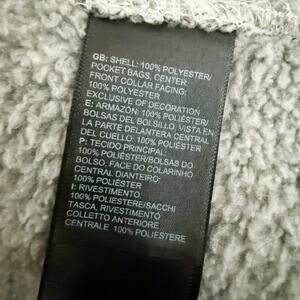 GB: SHELL: 100% POLYESTER/
POCKET BAGS, CENTER
FRONT COLLAR FACING:
100% POLYESTER
EXCLUSIVE OF DECORATION
E: ARMAZÓN: 100% POLIÉSTER/
BOLSAS DEL BOLSILLO, VISTA EN
LA PARTE DELANTERA CENTRAL
DEL CUELLO: 100% POLIÉSTER
P: TECIDO PRINCIPAL:
100% POLIÉSTER/BOLSAS DO
BOLSO, FACE DO COLARINHO
CENTRAL DIANTEIRO:
100% POLIÉSTER
I: RIVESTIMENTO:
100% POLIESTERE/SACCHI
TASCA, RIVESTIMENTO
COLLETTO ANTERIORE
CENTRALE: 100% POLIESTERE